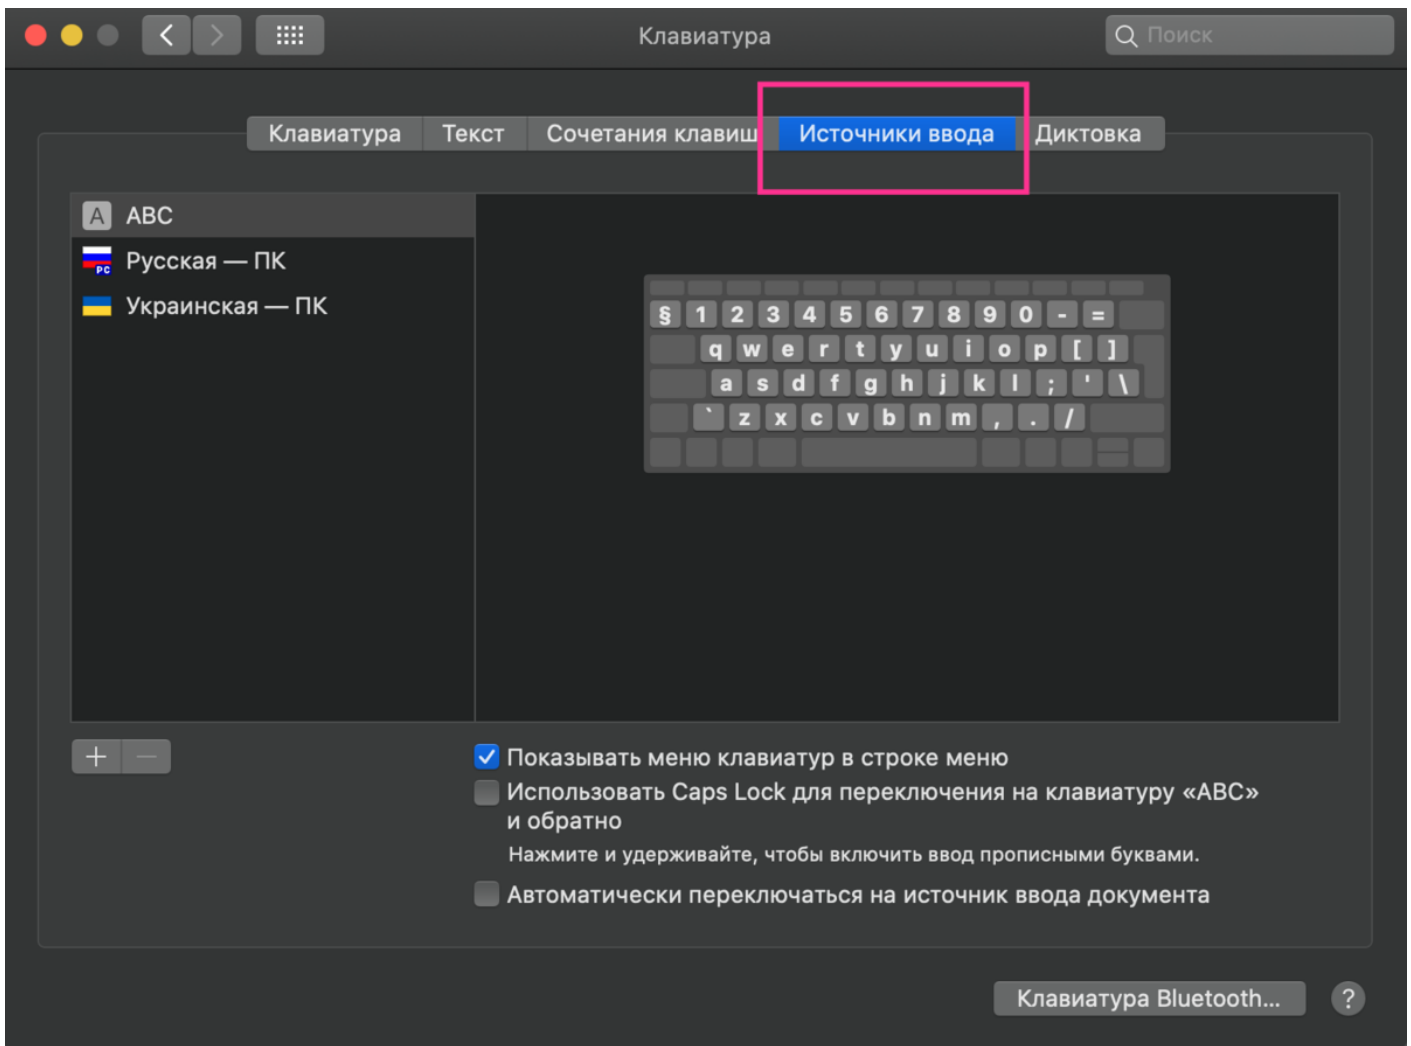 Клавиатура
Поиск
Клавиатура Текст Сочетания клавиш Источники ввода Диктовка
A ABC
PC Русская — ПК
Украинская — ПК
§ 1 2 3 4 5 6 7 8 9 0 - =
q w e r t y u i o p [ ]
a s d f g h j k l ; ' \
` z x c v b n m , . /
+ −
Показывать меню клавиатур в строке меню
Использовать Caps Lock для переключения на клавиатуру «ABC»
и обратно
Нажмите и удерживайте, чтобы включить ввод прописными буквами.
Автоматически переключаться на источник ввода документа
Клавиатура Bluetooth... ?